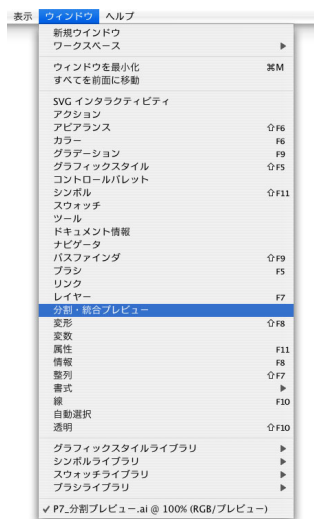 表示 ウィンドウ ヘルプ
新規ウインドウ
ワークスペース ▶
ウィンドウを最小化 ⌘M
すべてを前面に移動
SVG インタラクティビティ
アクション
アピアランス ⇧F6
カラー F6
グラデーション F9
グラフィックスタイル ⇧F5
コントロールパレット
シンボル ⇧F11
スウォッチ
ツール
ドキュメント情報
ナビゲータ
パスファインダ ⇧F9
ブラシ F5
リンク
レイヤー F7
分割・統合プレビュー
変形 ⇧F8
変数
属性 F11
情報 F8
整列 ⇧F7
書式 ▶
線 F10
自動選択
透明 ⇧F10
グラフィックスタイルライブラリ ▶
シンボルライブラリ ▶
スウォッチライブラリ ▶
ブラシライブラリ ▶
✓ P7_分割プレビュー.ai @ 100% (RGB/プレビュー)